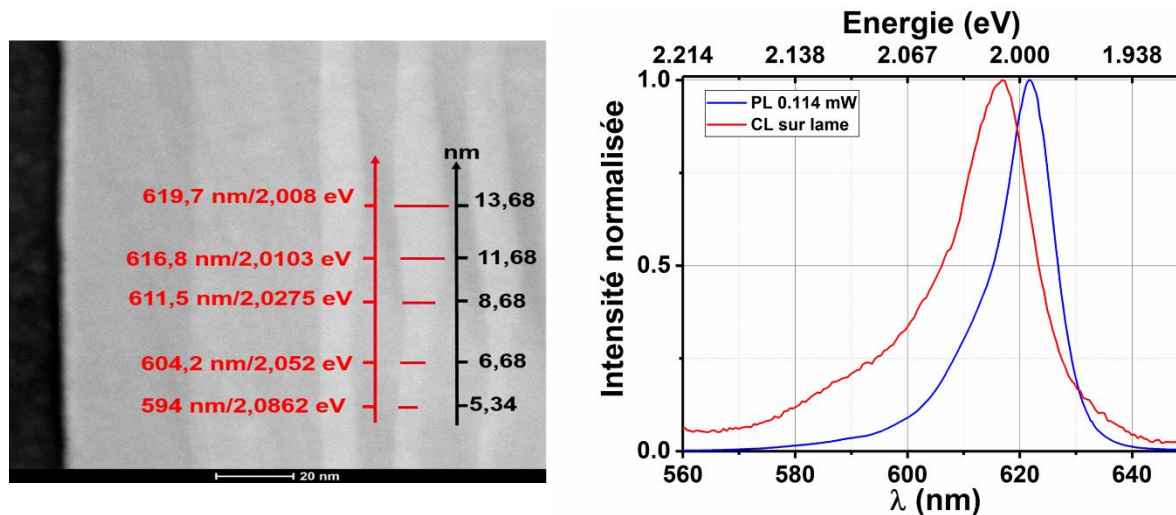 nm
619,7 nm/2,008 eV
13,68
616,8 nm/2,0103 eV
11,68
611,5 nm/2,0275 eV
8,68
604,2 nm/2,052 eV
6,68
594 nm/2,0862 eV
5,34
20 nm
Energie (eV)
2.214 2.138 2.067 2.000 1.938
Intensité normalisée
1.0
0.5
0.0
PL 0.114 mW
CL sur lame
560 580 600 620 640
λ (nm)